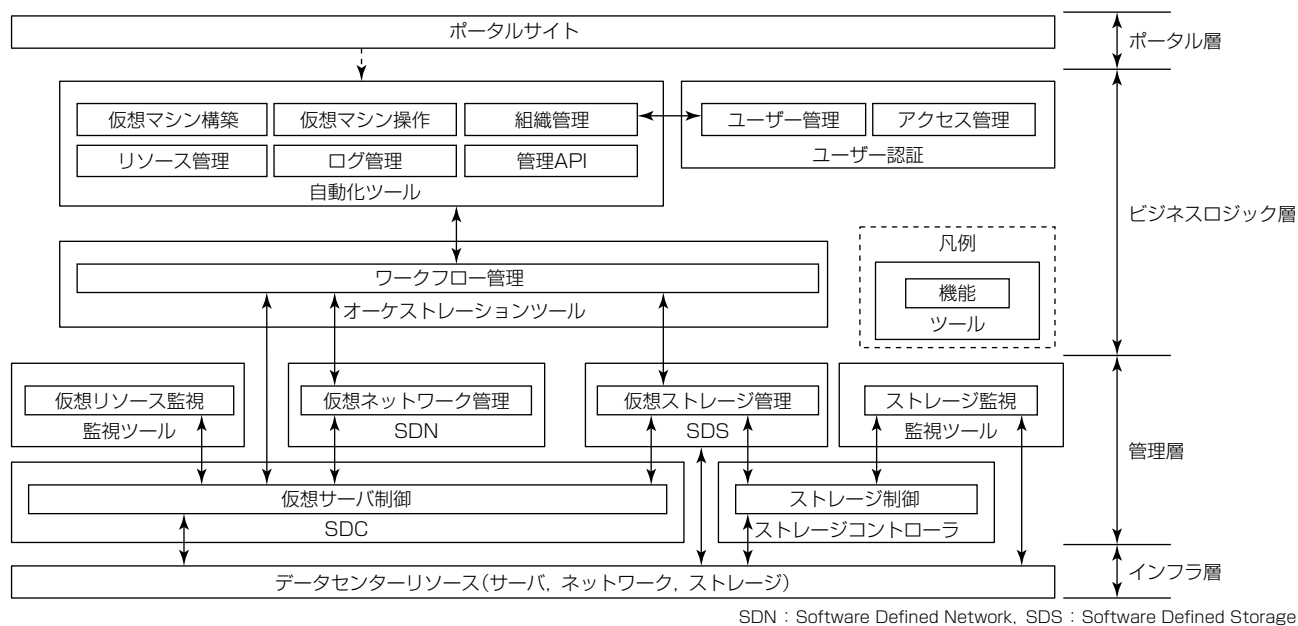 ポータルサイト
ポータル層
仮想マシン構築
仮想マシン操作
組織管理
ユーザー管理
アクセス管理
リソース管理
ログ管理
管理API
ユーザー認証
自動化ツール
ビジネスロジック層
凡例
機能
ツール
ワークフロー管理
オーケストレーションツール
仮想リソース監視
監視ツール
仮想ネットワーク管理
SDN
仮想ストレージ管理
SDS
ストレージ監視
監視ツール
管理層
仮想サーバ制御
SDC
ストレージ制御
ストレージコントローラ
データセンターリソース(サーバ, ネットワーク, ストレージ)
インフラ層
SDN：Software Defined Network, SDS：Software Defined Storage